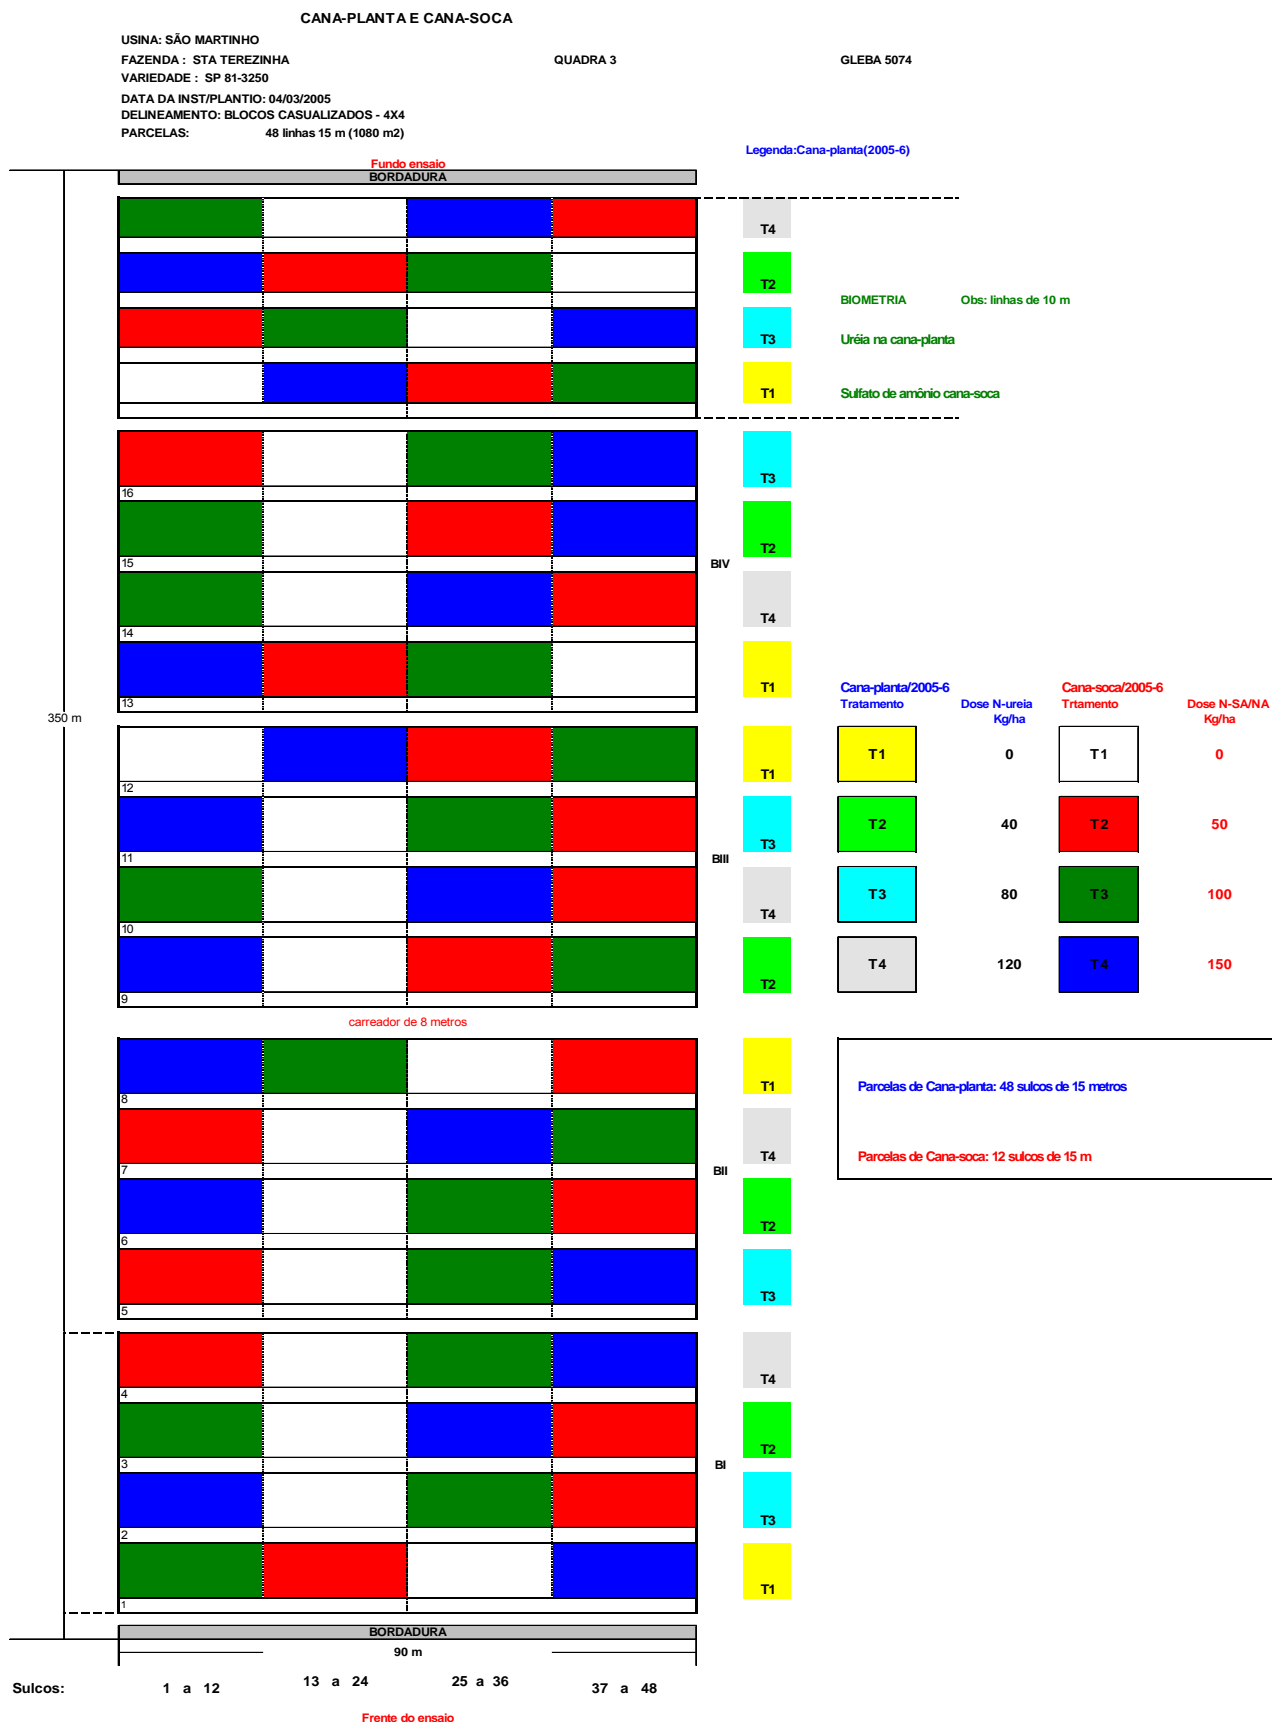 CANA-PLANTA E CANA-SOCA
USINA: SÃO MARTINHO
FAZENDA : STA TEREZINHA QUADRA 3 GLEBA 5074
VARIEDADE : SP 81-3250
DATA DA INST/PLANTIO: 04/03/2005
DELINEAMENTO: BLOCOS CASUALIZADOS - 4X4
PARCELAS: 48 linhas 15 m (1080 m2)
Legenda:Cana-planta(2005-6)
Fundo ensaio
BORDADURA
T4
T2
BIOMETRIA Obs: linhas de 10 m
T3 Uréia na cana-planta
T1 Sulfato de amônio cana-soca
T3
16
T2
15
BIV
T4
14
T1
13
350 m
Cana-planta/2005-6 Cana-soca/2005-6
Tratamento Dose N-ureia Trtamento Dose N-SA/NA
Kg/ha Kg/ha
T1 0 T1 0
T2 40 T2 50
T3 80 T3 100
T4 120 T4 150
T1
12
T3
11
BIII
T4
10
T2
9
carreador de 8 metros
T1
8
Parcelas de Cana-planta: 48 sulcos de 15 metros
T4
7
BII
Parcelas de Cana-soca: 12 sulcos de 15 m
T2
6
T3
5
T4
4
T2
3
BI
T3
2
T1
1
BORDADURA
90 m
Sulcos: 1 a 12 13 a 24 25 a 36 37 a 48
Frente do ensaio